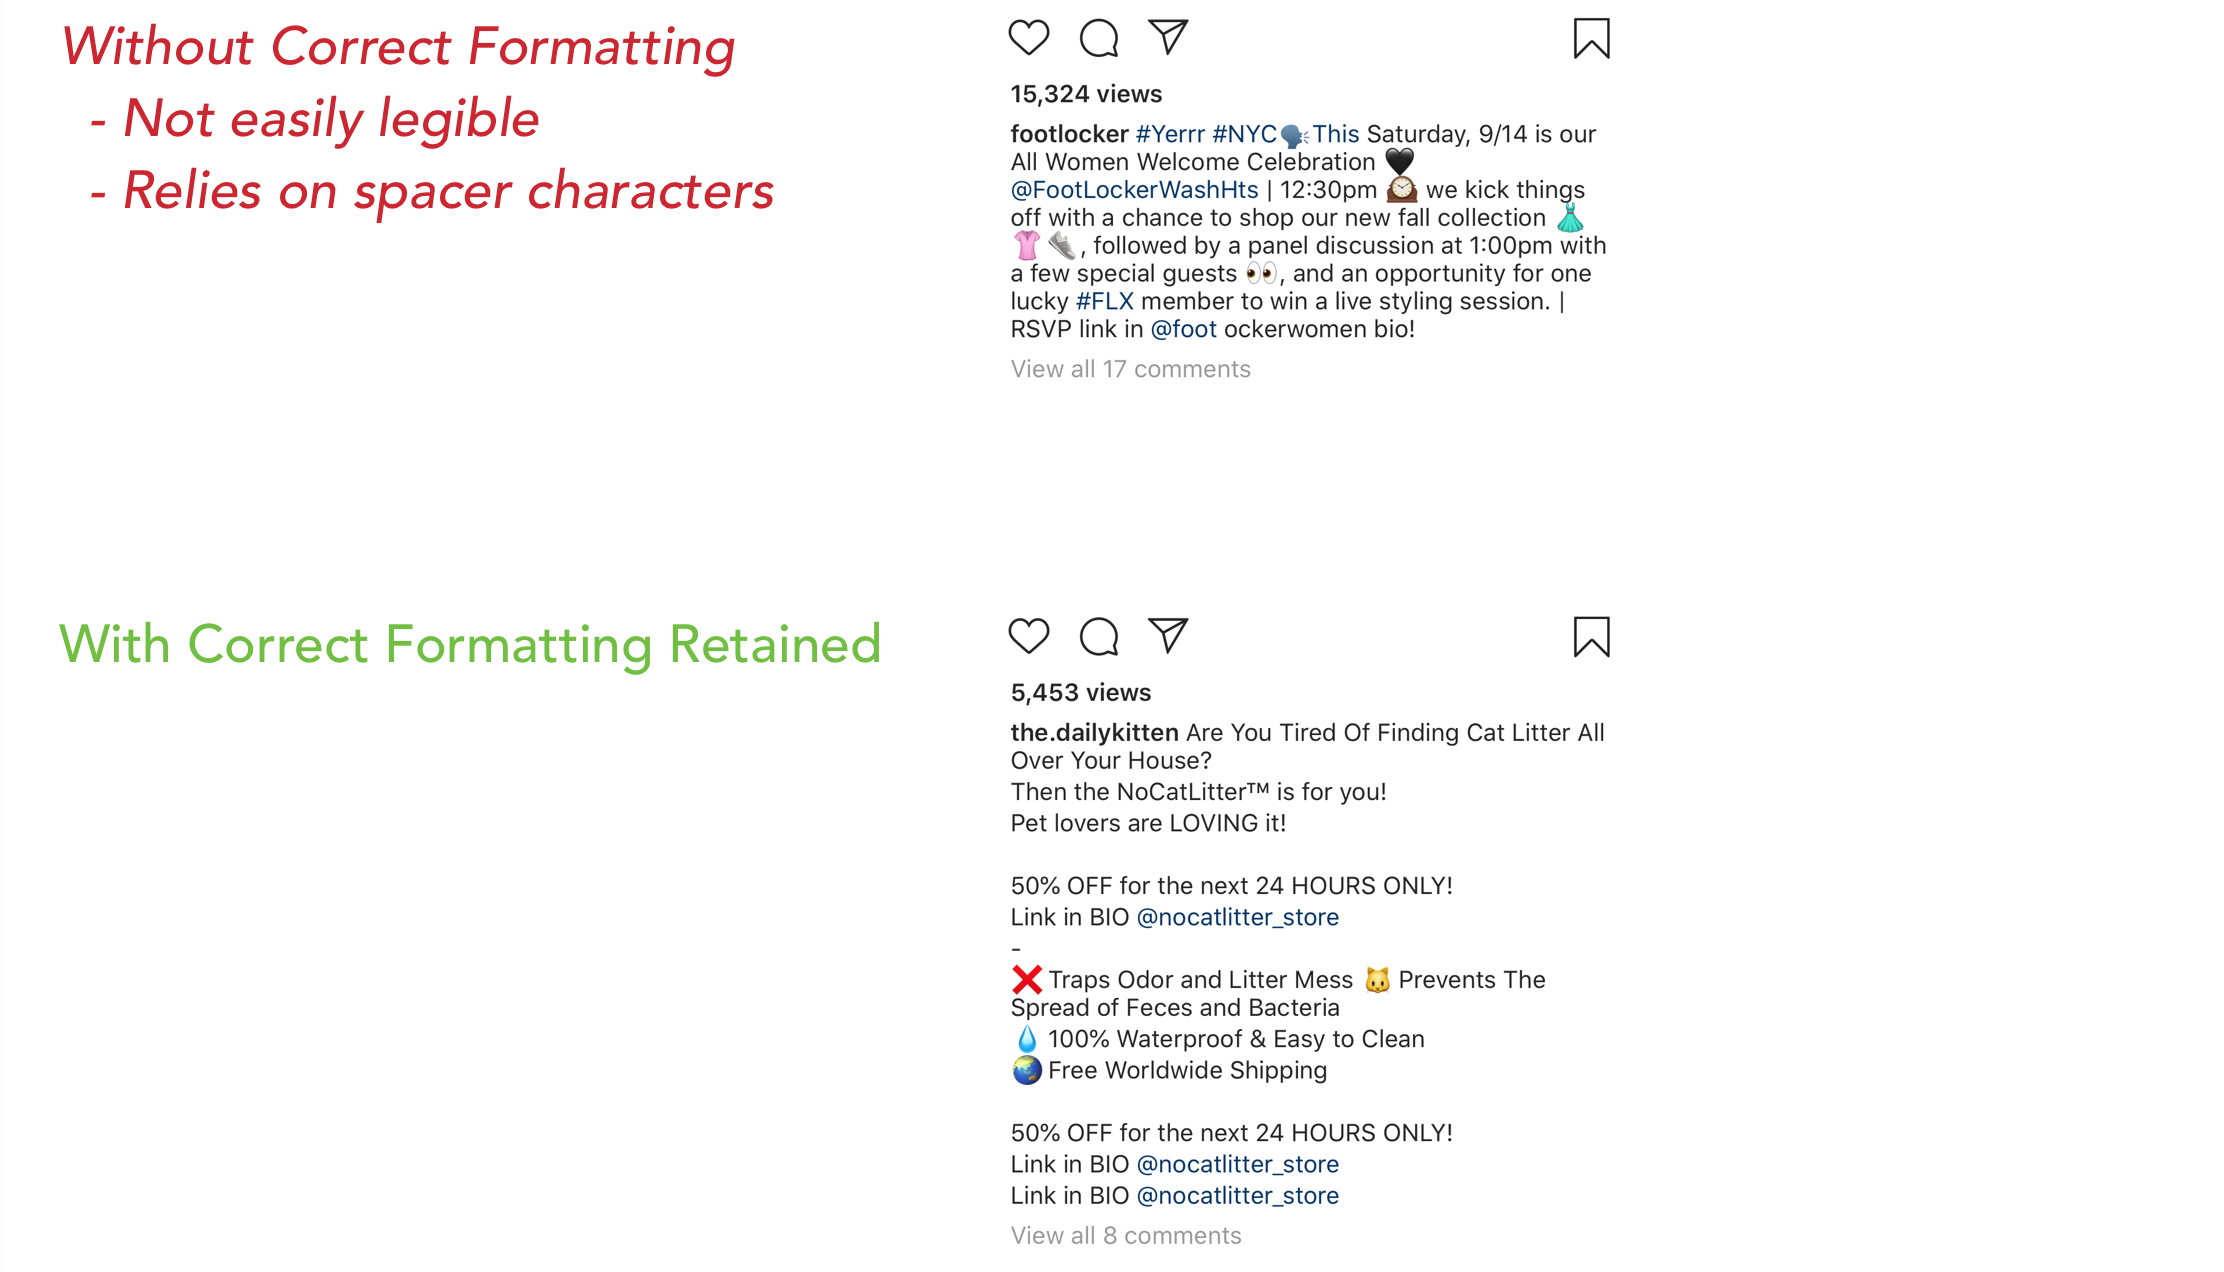 Without Correct Formatting
- Not easily legible
- Relies on spacer characters
15,324 views
footlocker #Yerrr #NYC🗣️This Saturday, 9/14 is our
All Women Welcome Celebration 🖤
@FootLockerWashHts | 12:30pm 🕰️ we kick things
off with a chance to shop our new fall collection 👗
👚👟, followed by a panel discussion at 1:00pm with
a few special guests 👀, and an opportunity for one
lucky #FLX member to win a live styling session. |
RSVP link in @foot ockerwomen bio!
View all 17 comments
With Correct Formatting Retained
5,453 views
the.dailykitten Are You Tired Of Finding Cat Litter All
Over Your House?
Then the NoCatLitter™ is for you!
Pet lovers are LOVING it!
50% OFF for the next 24 HOURS ONLY!
Link in BIO @nocatlitter_store
-
❌ Traps Odor and Litter Mess 🐱 Prevents The
Spread of Feces and Bacteria
💧 100% Waterproof & Easy to Clean
🌏 Free Worldwide Shipping
50% OFF for the next 24 HOURS ONLY!
Link in BIO @nocatlitter_store
Link in BIO @nocatlitter_store
View all 8 comments